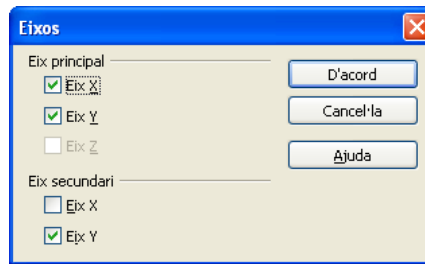 Eixos
Eix principal
D'acord
Eix X
Cancel·la
Eix Y
Eix Z
Ajuda
Eix secundari
Eix X
Eix Y